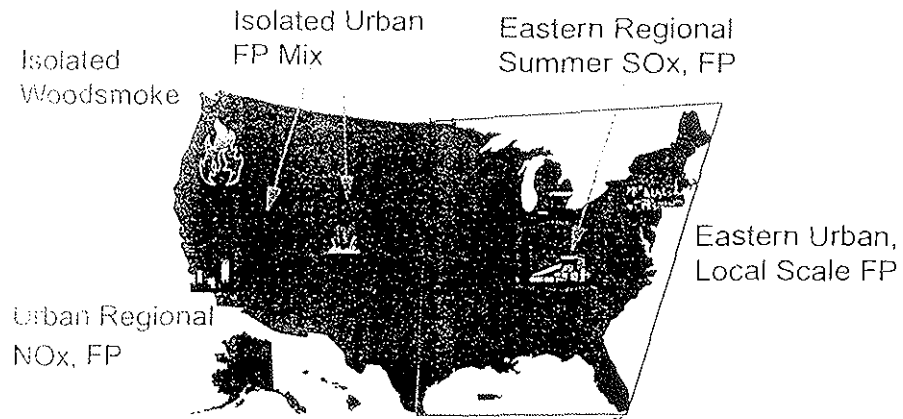 Isolated
Woodsmoke
Isolated Urban
FP Mix
Eastern Regional
Summer SOx, FP
Eastern Urban,
Local Scale FP
Urban Regional
NOx, FP